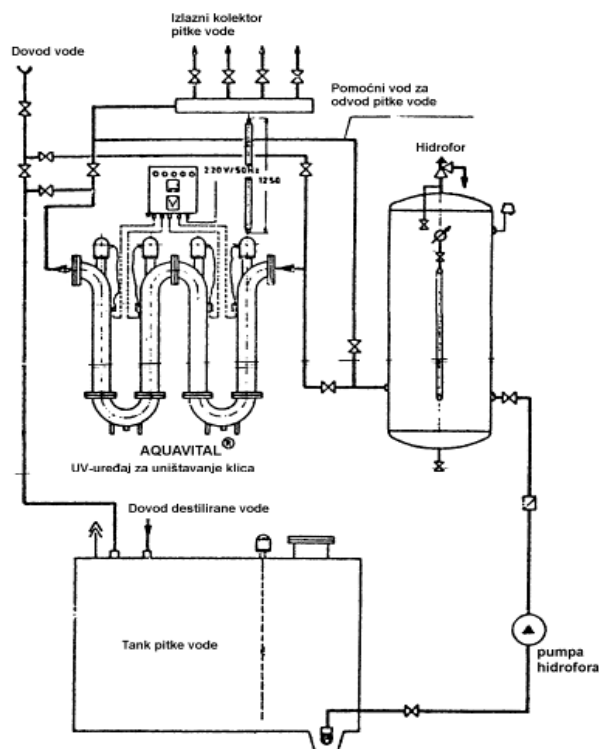 Izlazni kolektor
pitke vode
Dovod vode
Pomoćni vod za
odvod pitke vode
Hidrofor
220V/50Hz
1250
V
AQUAVITAL®
UV-uređaj za uništavanje klica
Dovod destilirane vode
Tank pitke vode
pumpa
hidrofora